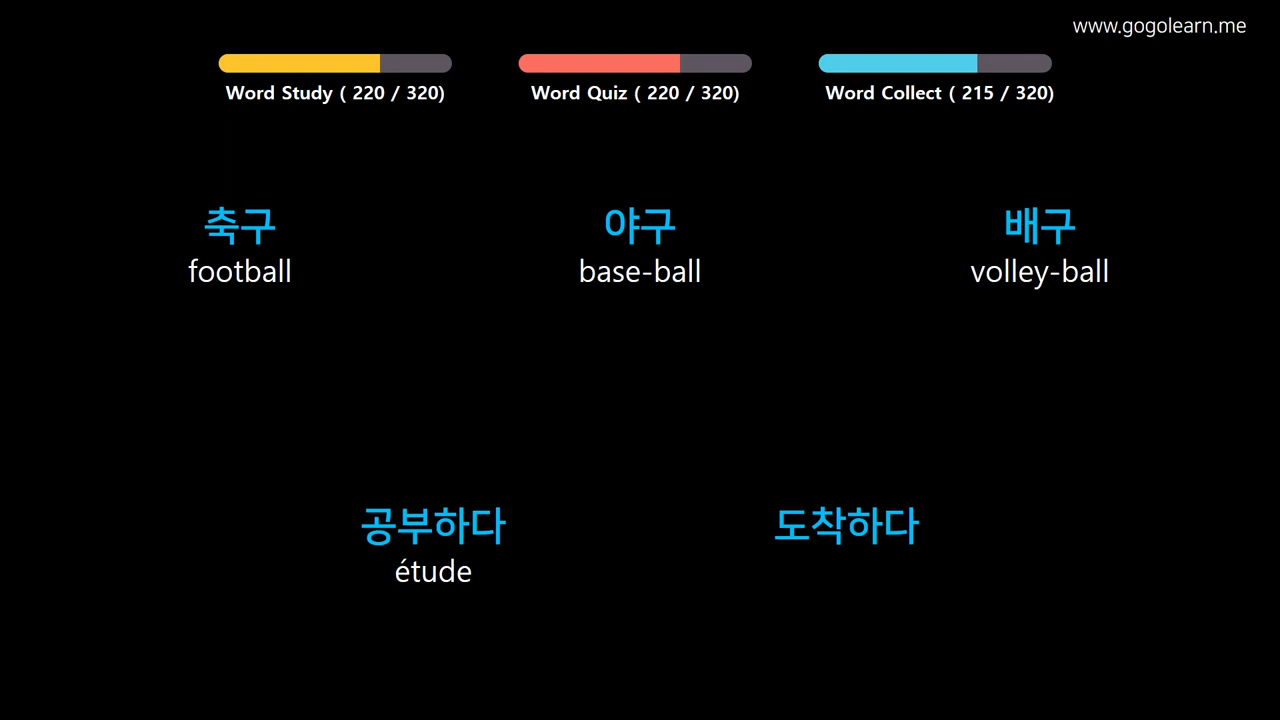 www.gogolearn.me
Word Study ( 220 / 320)
Word Quiz ( 220 / 320)
Word Collect ( 215 / 320)
축구
football
야구
base-ball
배구
volley-ball
공부하다
étude
도착하다